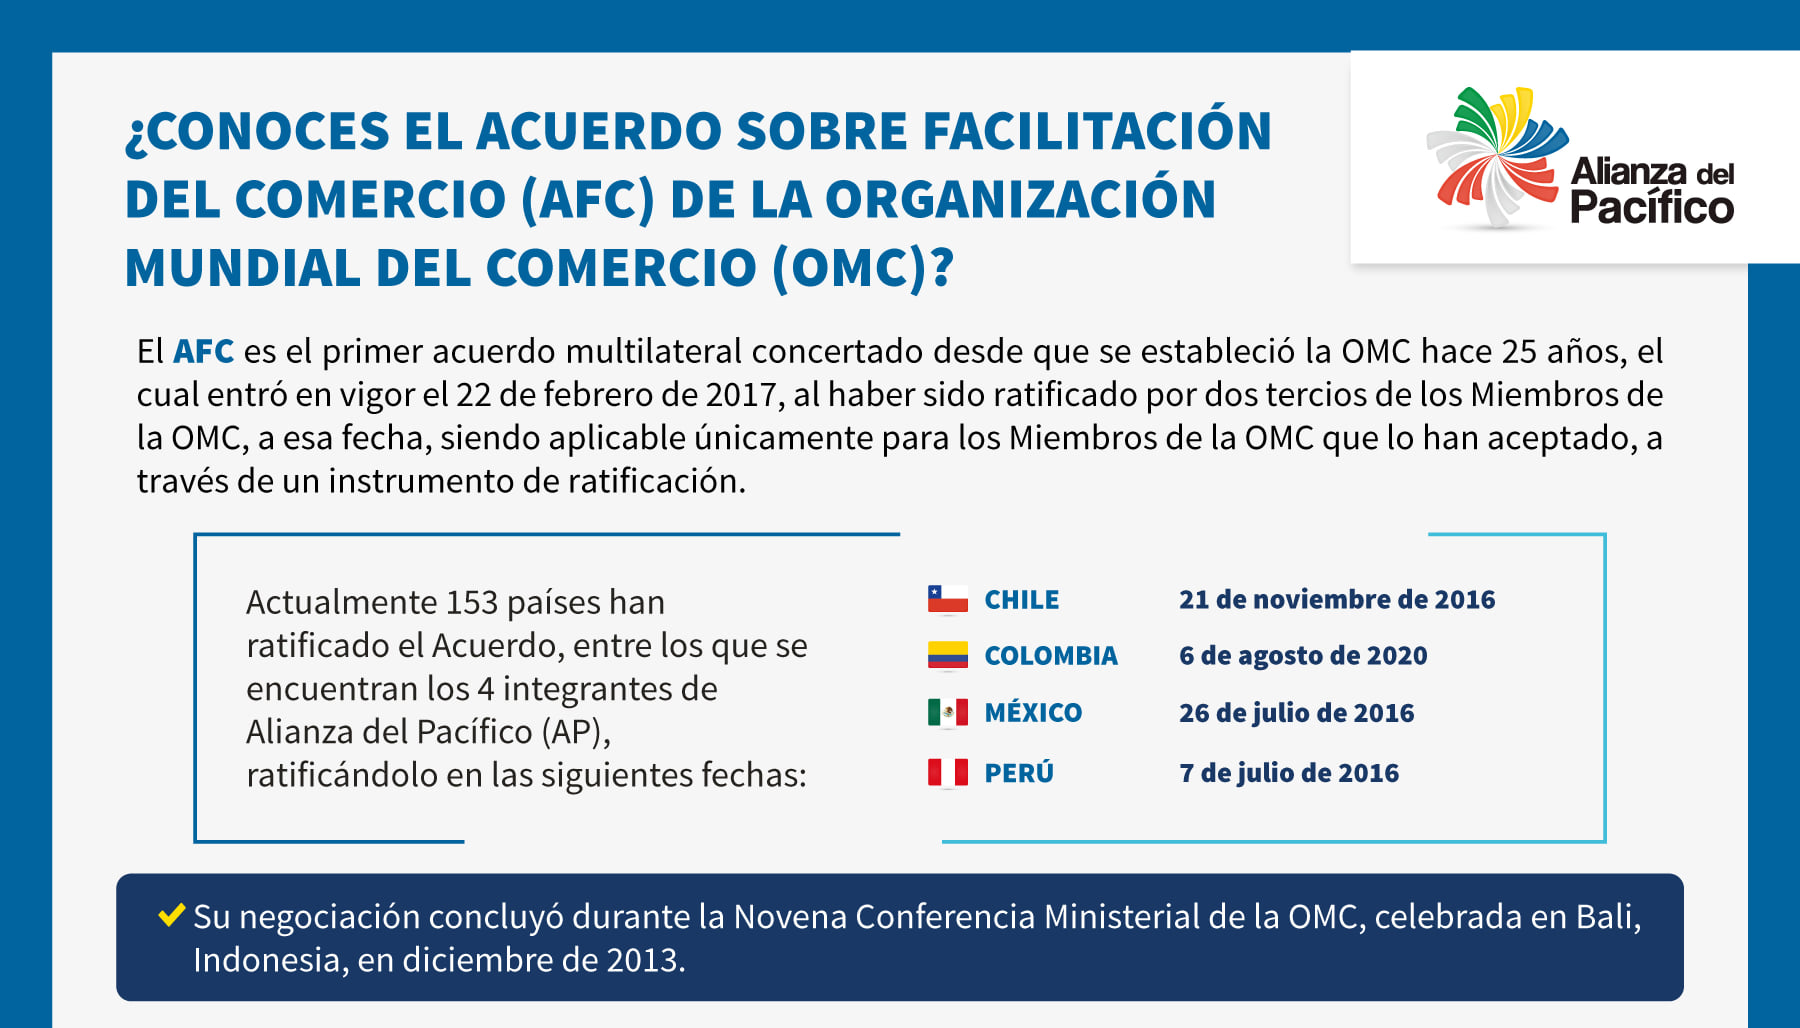 ¿CONOCES EL ACUERDO SOBRE FACILITACIÓN
DEL COMERCIO (AFC) DE LA ORGANIZACIÓN
MUNDIAL DEL COMERCIO (OMC)?
Alianza del
Pacífico
El AFC es el primer acuerdo multilateral concertado desde que se estableció la OMC hace 25 años, el
cual entró en vigor el 22 de febrero de 2017, al haber sido ratificado por dos tercios de los Miembros de
la OMC, a esa fecha, siendo aplicable únicamente para los Miembros de la OMC que lo han aceptado, a
través de un instrumento de ratificación.
Actualmente 153 países han
ratificado el Acuerdo, entre los que se
encuentran los 4 integrantes de
Alianza del Pacífico (AP),
ratificándolo en las siguientes fechas:
CHILE 21 de noviembre de 2016
COLOMBIA 6 de agosto de 2020
MÉXICO 26 de julio de 2016
PERÚ 7 de julio de 2016
Su negociación concluyó durante la Novena Conferencia Ministerial de la OMC, celebrada en Bali,
Indonesia, en diciembre de 2013.